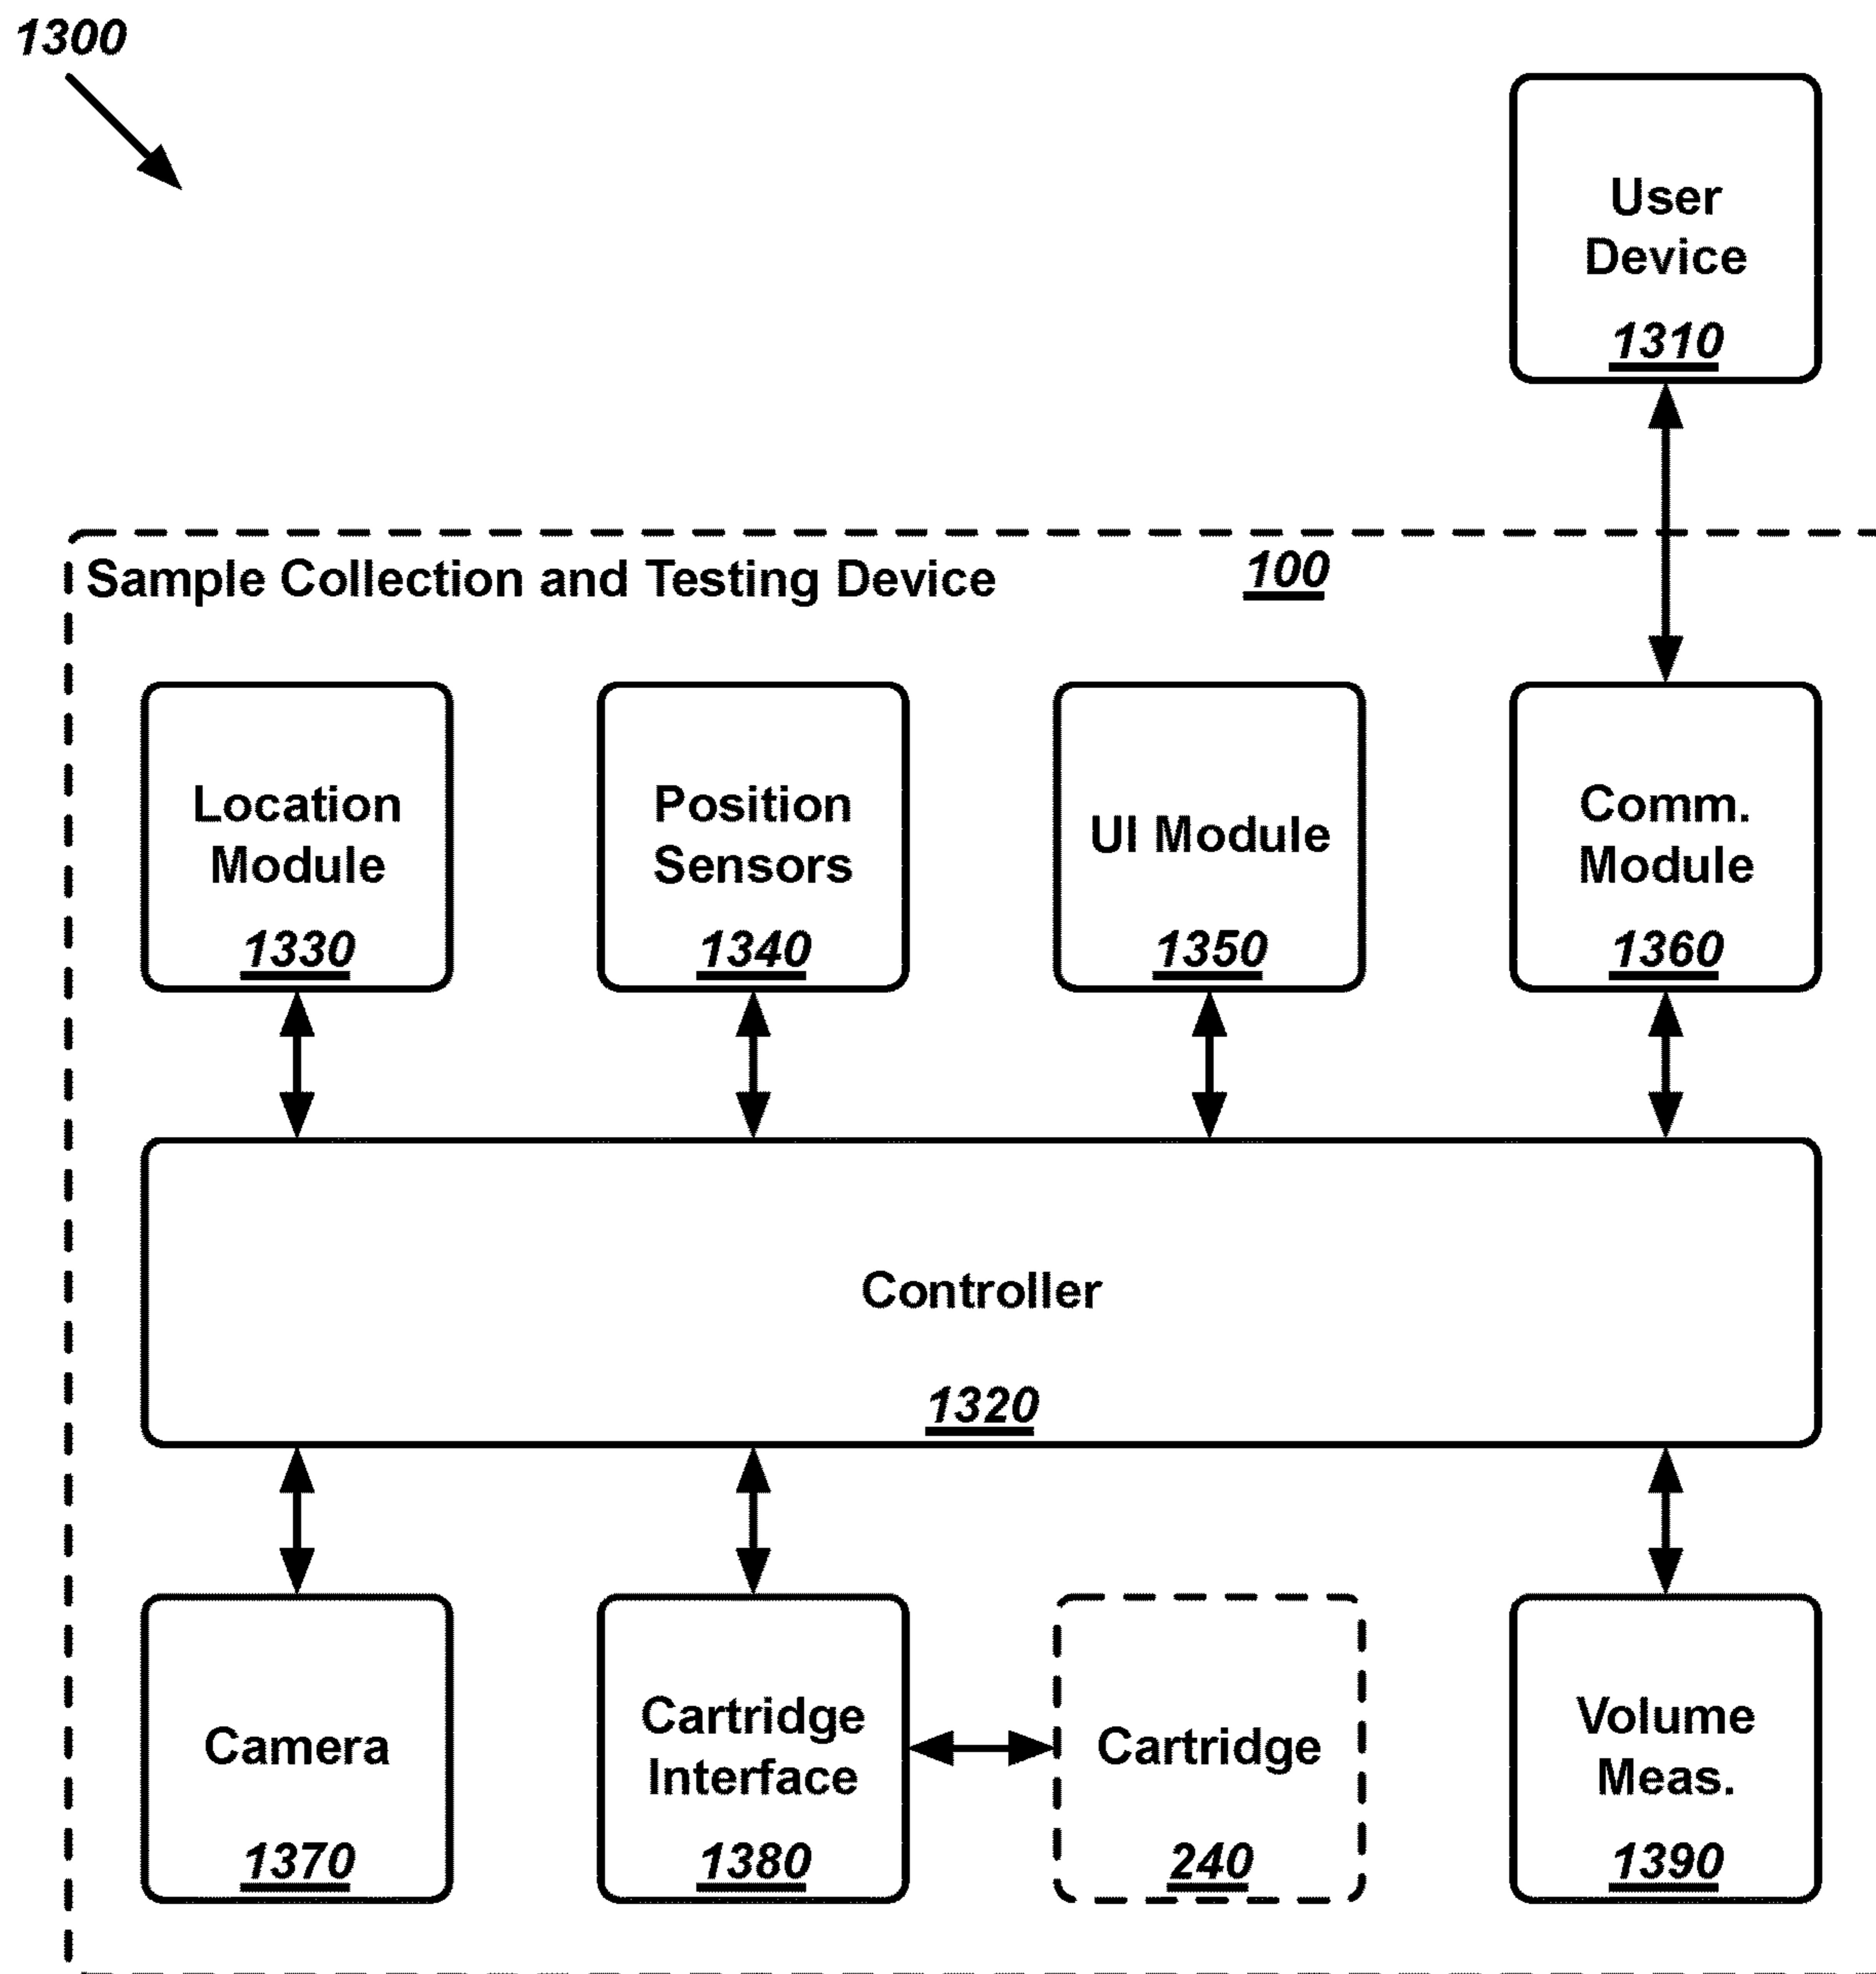 1300
User
Device
1310
Sample Collection and Testing Device 100
Location
Module
1330
Position
Sensors
1340
UI Module
1350
Comm.
Module
1360
Controller
1320
Camera
1370
Cartridge
Interface
1380
Cartridge
240
Volume
Meas.
1390